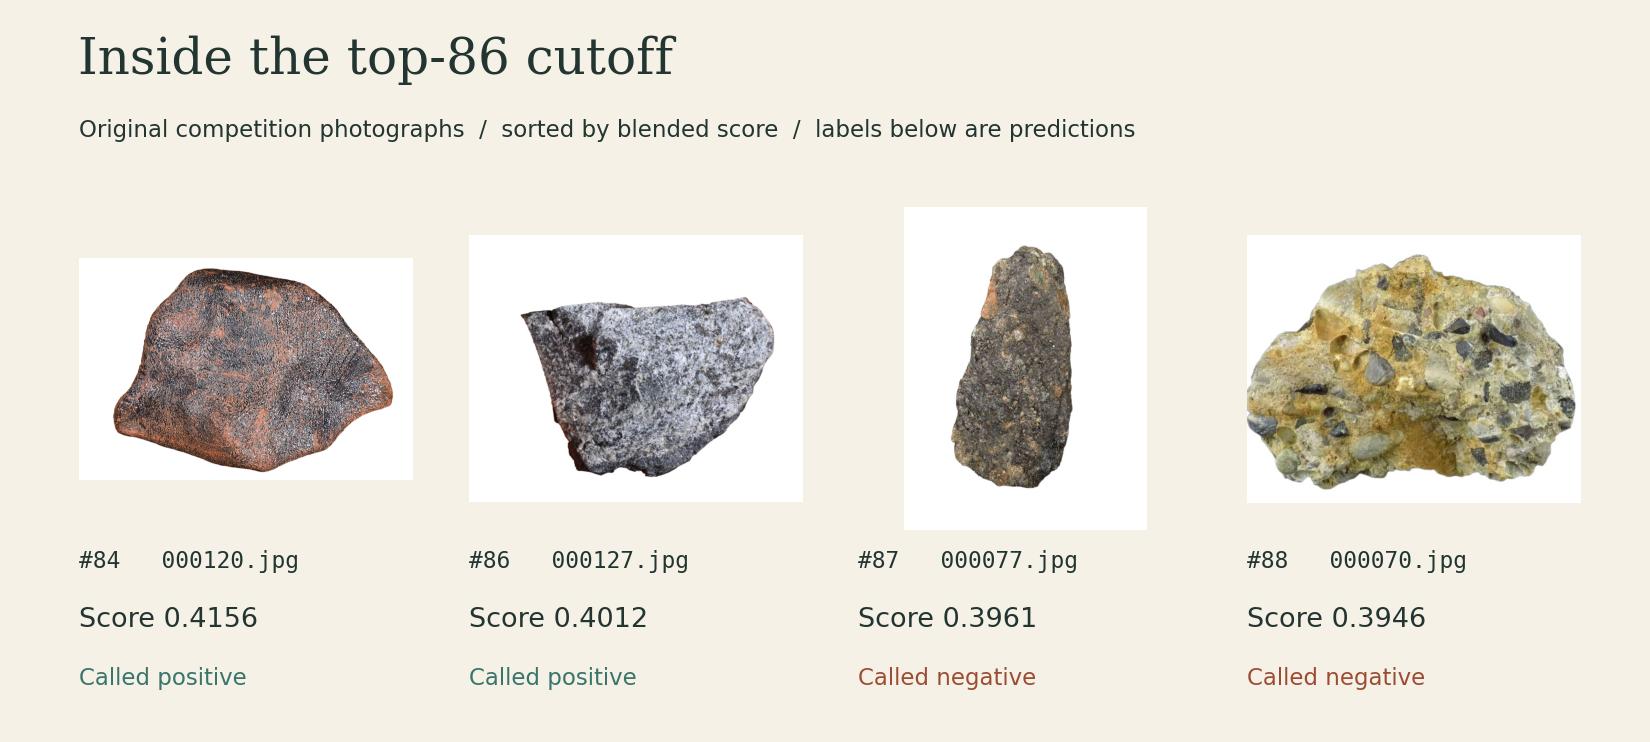 Inside the top-86 cutoff
Original competition photographs / sorted by blended score / labels below are predictions
#84 000120.jpg
Score 0.4156
Called positive
#86 000127.jpg
Score 0.4012
Called positive
#87 000077.jpg
Score 0.3961
Called negative
#88 000070.jpg
Score 0.3946
Called negative